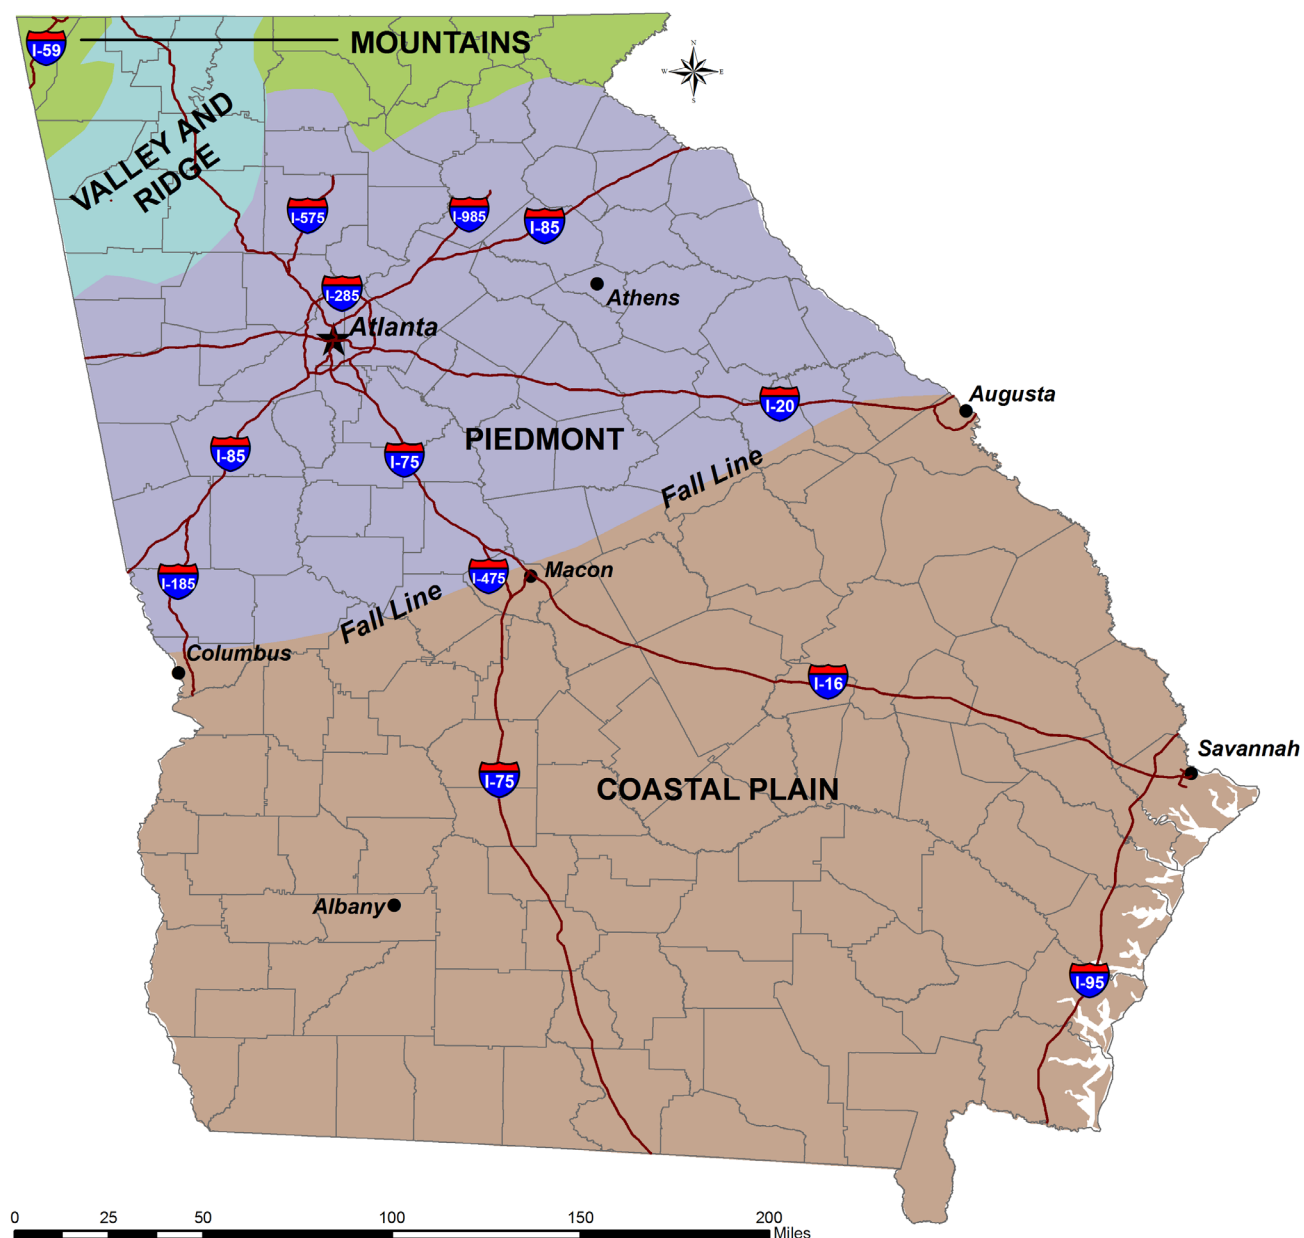 N
W E
S
I-59
MOUNTAINS
VALLEY AND
RIDGE
I-575
I-985
I-85
I-285
Athens
Atlanta
I-20
Augusta
I-85
I-75
PIEDMONT
Fall Line
I-185
I-475
Macon
Fall Line
Columbus
I-16
Savannah
I-75
COASTAL PLAIN
Albany
I-95
0 25 50 100 150 200
Miles